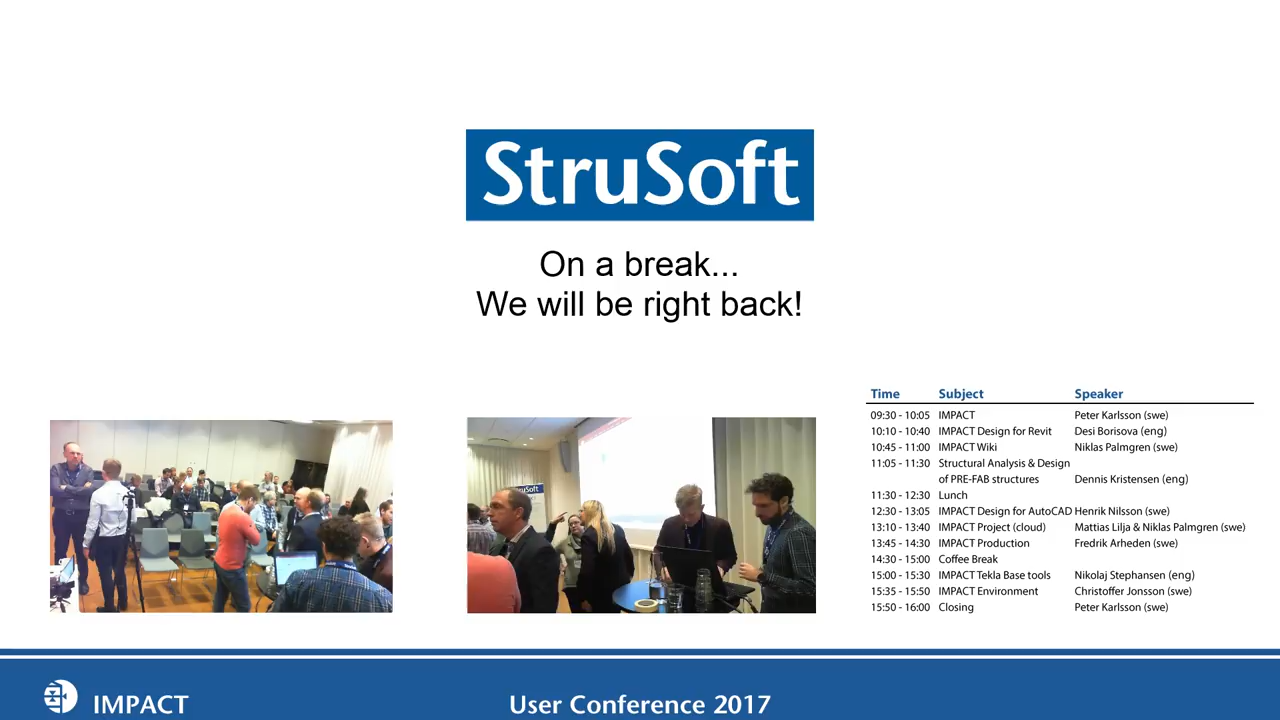 StruSoft
On a break...
We will be right back!
Time Subject Speaker
09:30 - 10:05 IMPACT Peter Karlsson (swe)
10:10 - 10:40 IMPACT Design for Revit Desi Borisova (eng)
10:45 - 11:00 IMPACT Wiki Niklas Palmgren (swe)
11:05 - 11:30 Structural Analysis & Design
of PRE-FAB structures Dennis Kristensen (eng)
11:30 - 12:30 Lunch
12:30 - 13:05 IMPACT Design for AutoCAD Henrik Nilsson (swe)
13:10 - 13:40 IMPACT Project (cloud) Mattias Lilja & Niklas Palmgren (swe)
13:45 - 14:30 IMPACT Production Fredrik Arheden (swe)
14:30 - 15:00 Coffee Break
15:00 - 15:30 IMPACT Tekla Base tools Nikolaj Stephansen (eng)
15:35 - 15:50 IMPACT Environment Christoffer Jonsson (swe)
15:50 - 16:00 Closing Peter Karlsson (swe)
StruSoft
IMPACT
User Conference 2017